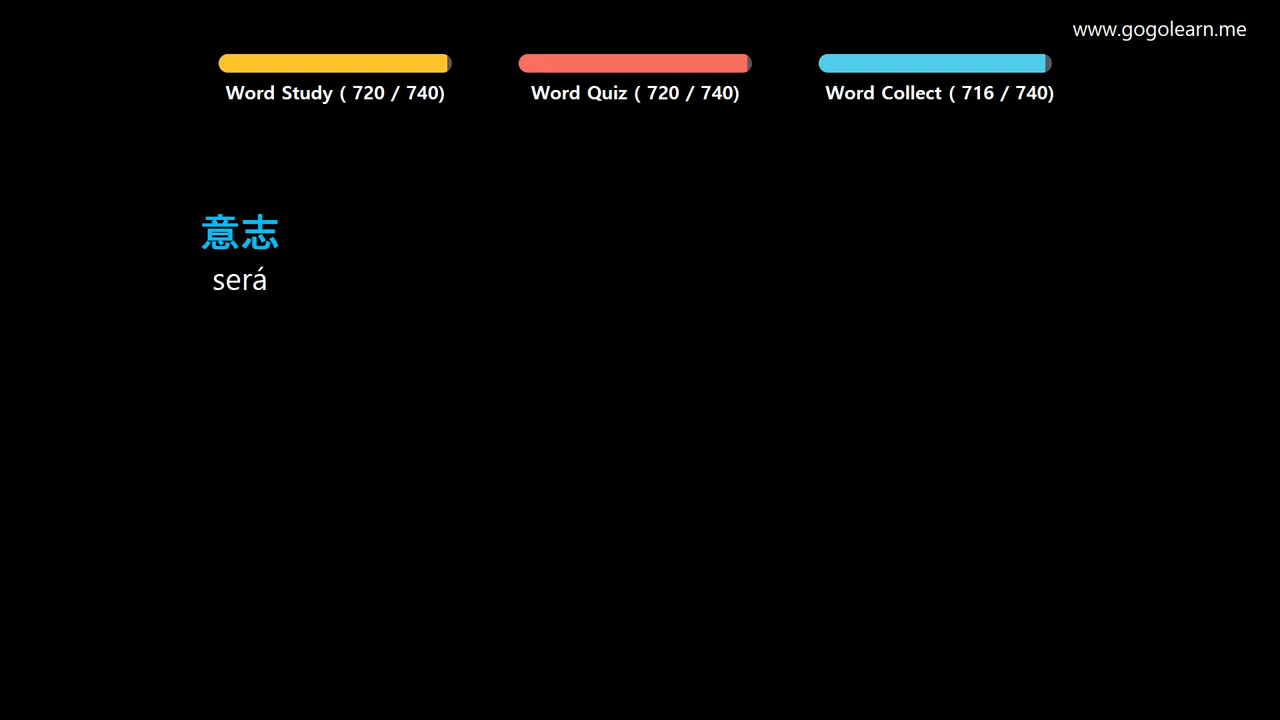 www.gogolearn.me
Word Study ( 720 / 740)
Word Quiz ( 720 / 740)
Word Collect ( 716 / 740)
意志
será